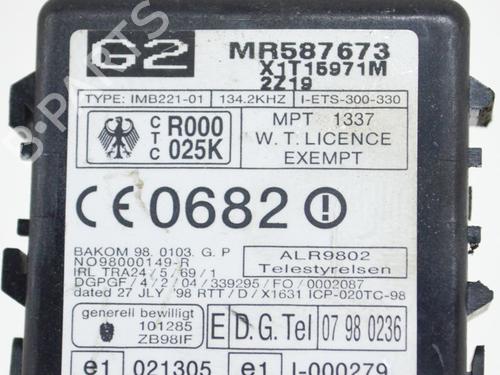 G2 MR587673
X1T15971M
2Z19
TYPE: IMB221-01 134.2KHZ I-ETS-300-330
CTC R000 025K
MPT 1337
W. T. LICENCE
EXEMPT
CE0682
BAKOM 98. 0103. G. P
NO98000149-R
IRL TRA24/5/69/1
DGPGF/4/2/04/339295/FO/0002087
dated 27 JLY '98 RTT/D/X1631 ICP-020TC-98
ALR9802
Telestyrelsen
generell bewilligt
101285
ZB98IF
E D.G.Tel 07 98 0236
e1 021305 e1 I-000279